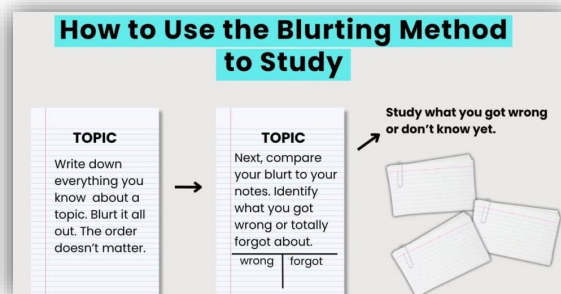 How to Use the Blurting Method
to Study
TOPIC
Write down
everything you
know about a
topic. Blurt it all
out. The order
doesn't matter.
TOPIC
Next, compare
your blurt to your
notes. Identify
what you got
wrong or totally
forgot about.
wrong forgot
Study what you got wrong
or don't know yet.